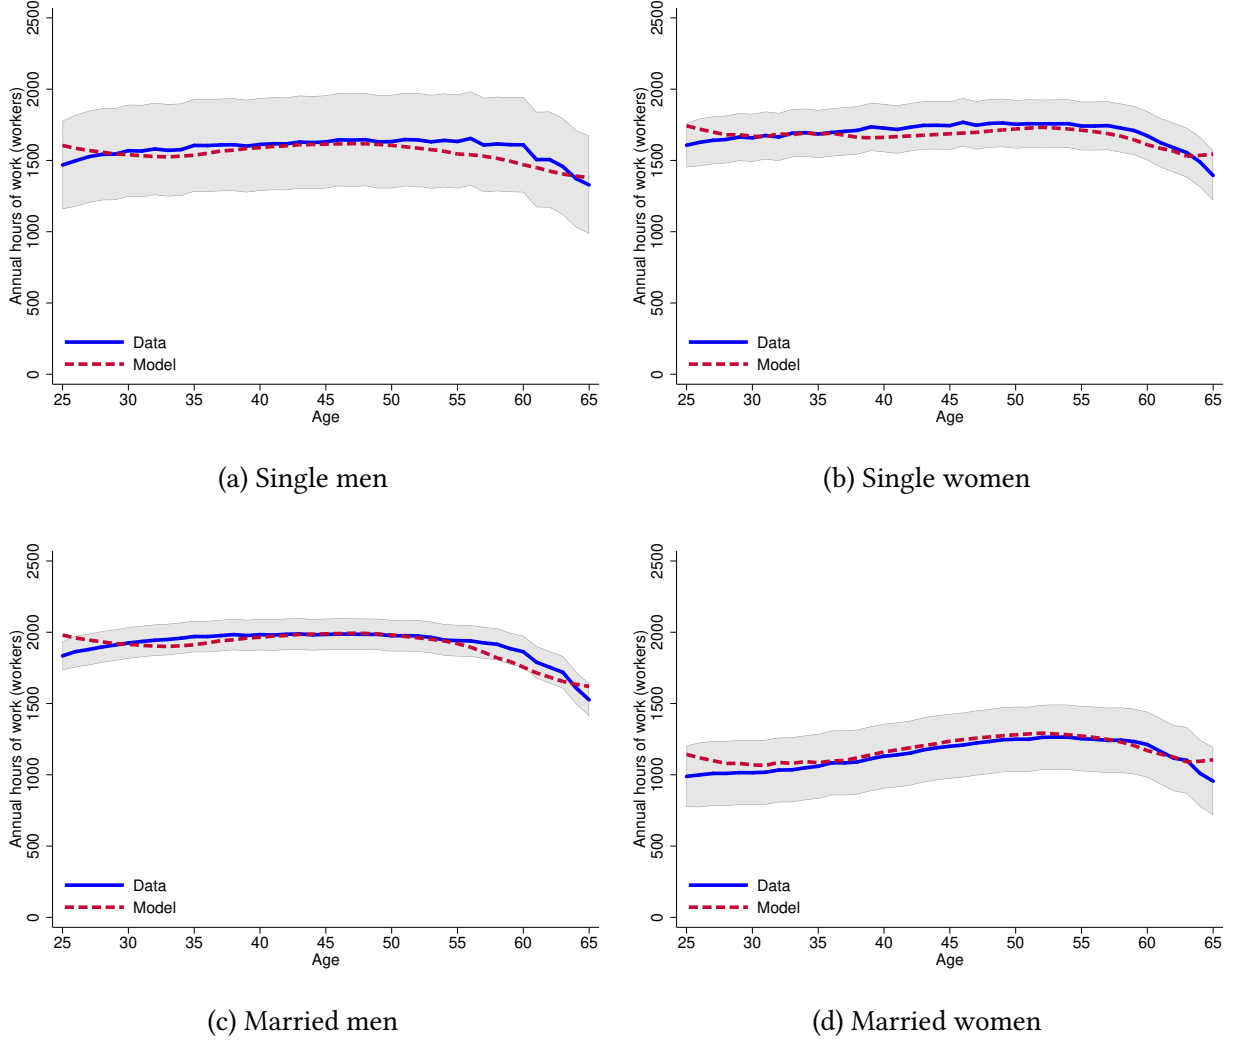 2500
2000
1500
1000
500
0
Annual hours of work (workers)
Data
Model
25 30 35 40 45 50 55 60 65
Age
(a) Single men
2500
2000
1500
1000
500
0
Annual hours of work (workers)
Data
Model
25 30 35 40 45 50 55 60 65
Age
(b) Single women
2500
2000
1500
1000
500
0
Annual hours of work (workers)
Data
Model
25 30 35 40 45 50 55 60 65
Age
(c) Married men
2500
2000
1500
1000
500
0
Annual hours of work (workers)
Data
Model
25 30 35 40 45 50 55 60 65
Age
(d) Married women